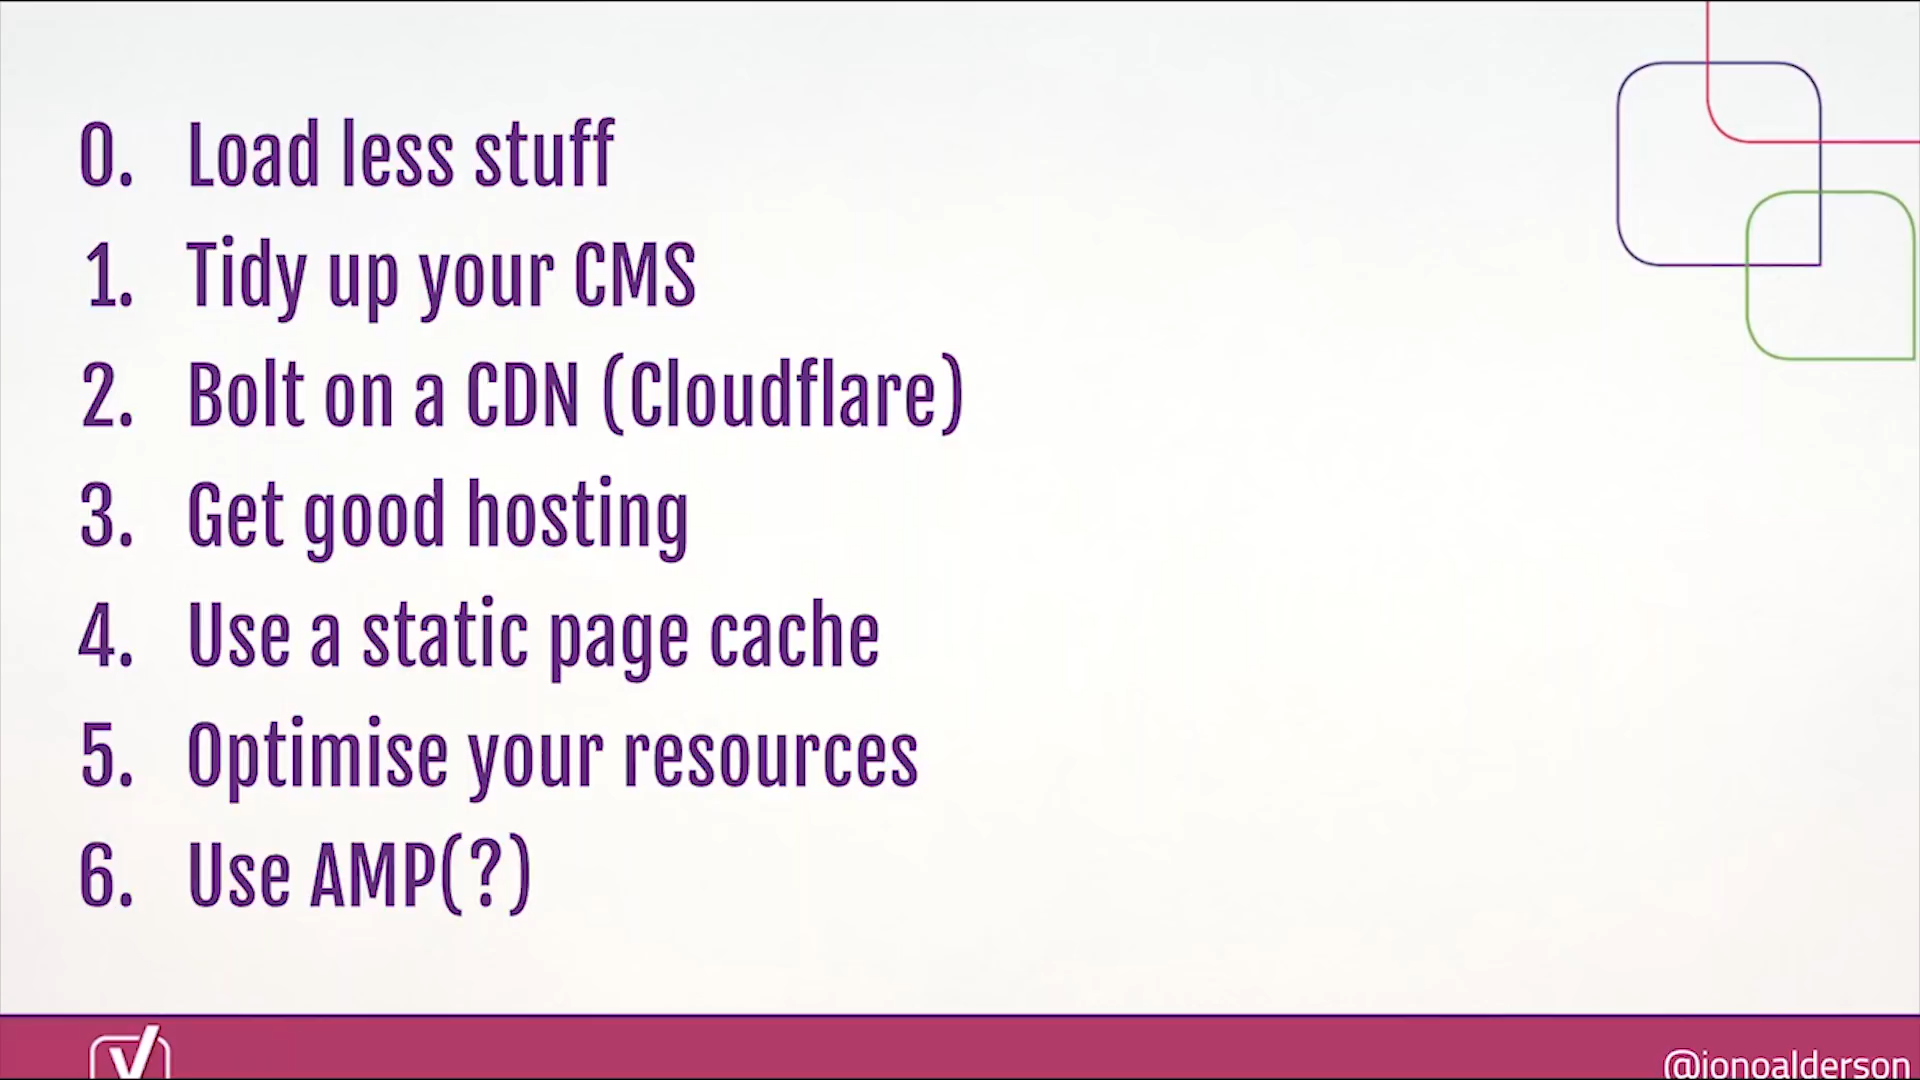 0. Load less stuff
1. Tidy up your CMS
2. Bolt on a CDN (Cloudflare)
3. Get good hosting
4. Use a static page cache
5. Optimise your resources
6. Use AMP(?)
@jonoalderson